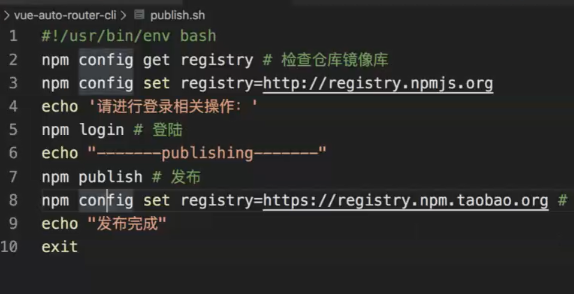 vue-auto-router-cli › publish.sh
1 #!/usr/bin/env bash
2 npm config get registry # 检查仓库镜像库
3 npm config set registry=http://registry.npmjs.org
4 echo '请进行登录相关操作：'
5 npm login # 登陆
6 echo "-------publishing-------"
7 npm publish # 发布
8 npm config set registry=https://registry.npm.taobao.org #
9 echo "发布完成"
10 exit